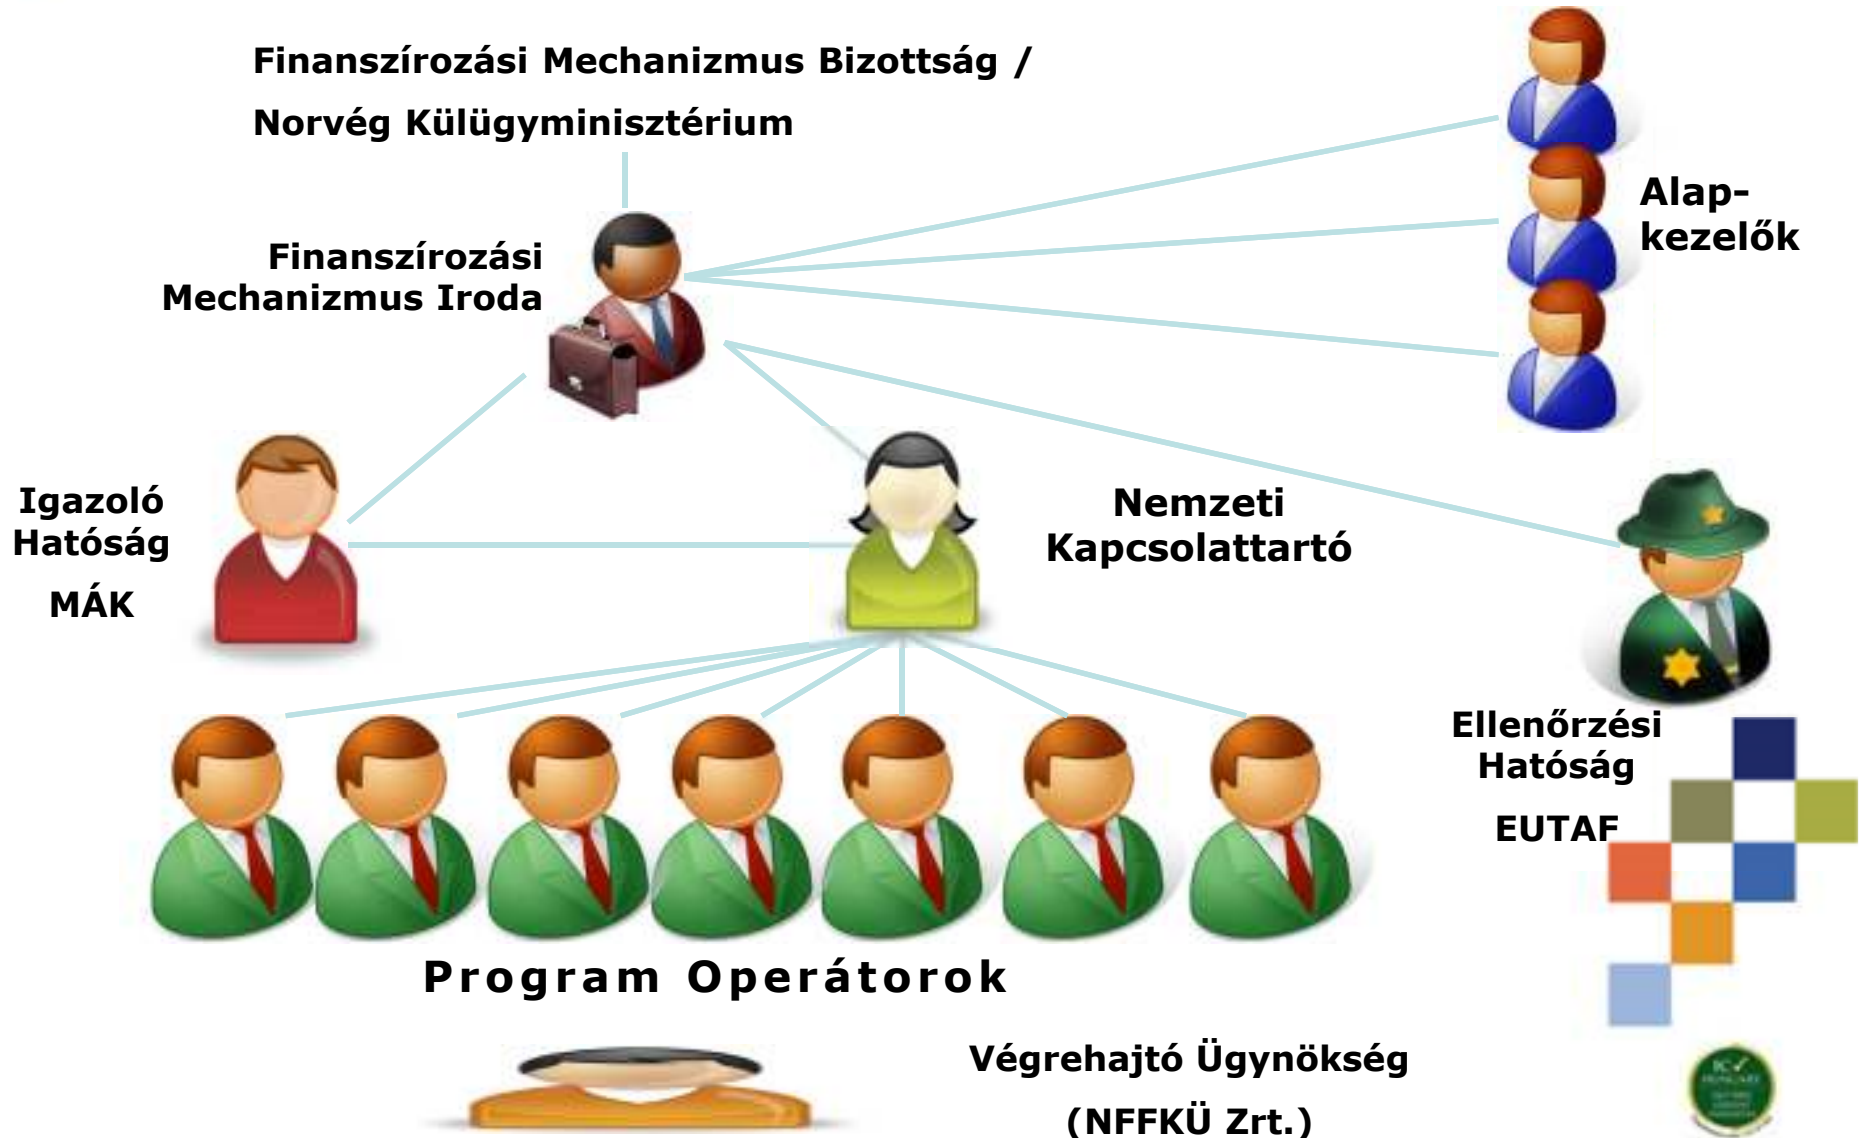 Finanszírozási Mechanizmus Bizottság /
Norvég Külügyminisztérium
Finanszírozási
Mechanizmus Iroda
Alap-
kezelők
Igazoló
Hatóság
MÁK
Nemzeti
Kapcsolattartó
Ellenőrzési
Hatóság
EUTAF
Program Operátorok
Végrehajtó Ügynökség
(NFFKÜ Zrt.)